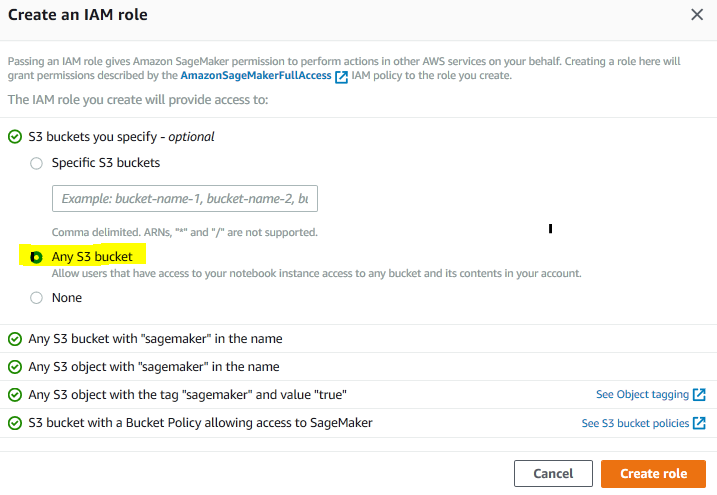 Create an IAM role
Passing an IAM role gives Amazon SageMaker permission to perform actions in other AWS services on your behalf. Creating a role here will
grant permissions described by the AmazonSageMakerFullAccess IAM policy to the role you create.
The IAM role you create will provide access to:
S3 buckets you specify - optional
Specific S3 buckets
Example: bucket-name-1, bucket-name-2, bu
Comma delimited. ARNs, "*" and "/" are not supported.
Any S3 bucket
Allow users that have access to your notebook instance access to any bucket and its contents in your account.
None
Any S3 bucket with "sagemaker" in the name
Any S3 object with "sagemaker" in the name
Any S3 object with the tag "sagemaker" and value "true" See Object tagging
S3 bucket with a Bucket Policy allowing access to SageMaker See S3 bucket policies
Cancel Create role